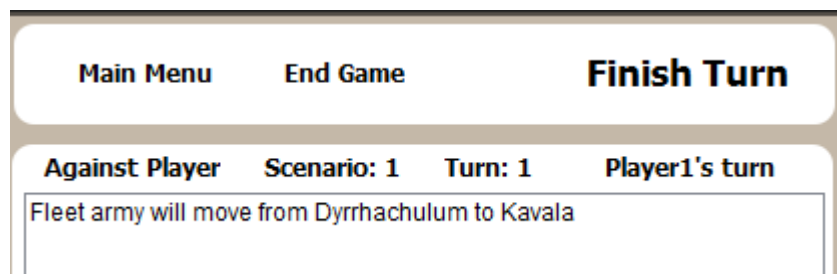 Main Menu End Game Finish Turn
Against Player Scenario: 1 Turn: 1 Player1's turn
Fleet army will move from Dyrrhachulum to Kavala